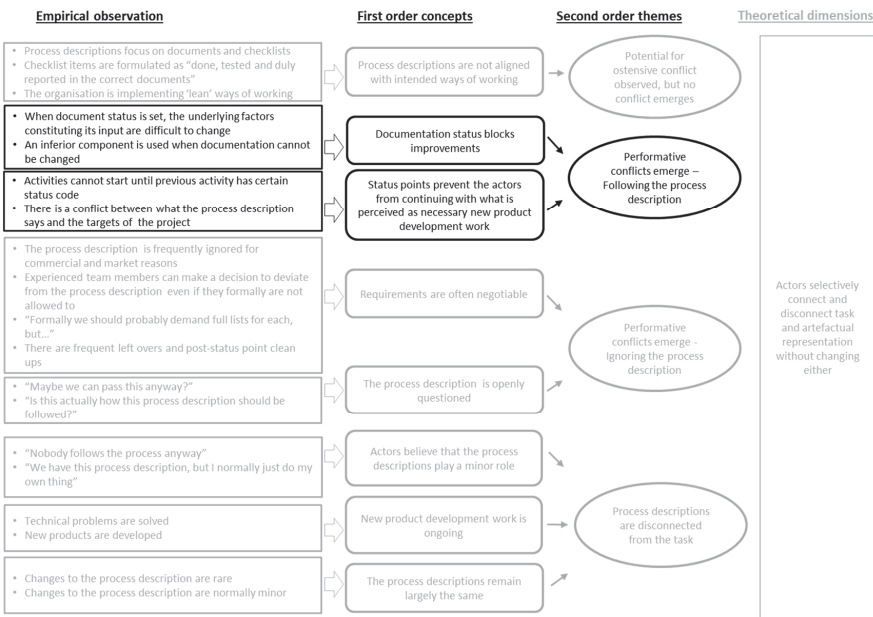 Empirical observation
First order concepts
Second order themes
Theoretical dimensions
• Process descriptions focus on documents and checklists
• Checklist items are formulated as “done, tested and duly
reported in the correct documents”
• The organisation is implementing ‘lean’ ways of working
Process descriptions are not aligned
with intended ways of working
Potential for
ostensive conflict
observed, but no
conflict emerges
• When document status is set, the underlying factors
constituting its input are difficult to change
• An inferior component is used when documentation cannot
be changed
Documentation status blocks
improvements
• Activities cannot start until previous activity has certain
status code
• There is a conflict between what the process description
says and the targets of the project
Status points prevent the actors
from continuing with what is
perceived as necessary new product
development work
Performative
conflicts emerge –
Following the process
description
• The process description is frequently ignored for
commercial and market reasons
• Experienced team members can make a decision to deviate
from the process description even if they formally are not
allowed to
• “Formally we should probably demand full lists for each,
but...”
• There are frequent left overs and post-status point clean
ups
Requirements are often negotiable
• “Maybe we can pass this anyway?”
• “Is this actually how this process description should be
followed?”
The process description is openly
questioned
Performative
conflicts emerge -
Ignoring the process
description
• “Nobody follows the process anyway”
• “We have this process description, but I normally just do my
own thing”
Actors believe that the process
descriptions play a minor role
• Technical problems are solved
• New products are developed
New product development work is
ongoing
• Changes to the process description are rare
• Changes to the process description are normally minor
The process descriptions remain
largely the same
Process descriptions
are disconnected
from the task
Actors selectively
connect and
disconnect task
and artefactual
representation
without changing
either